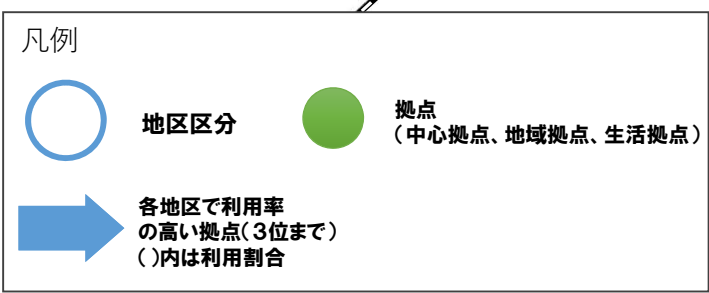 凡例
地区区分
拠点
(中心拠点、地域拠点、生活拠点)
各地区で利用率
の高い拠点(3位まで)
( )内は利用割合